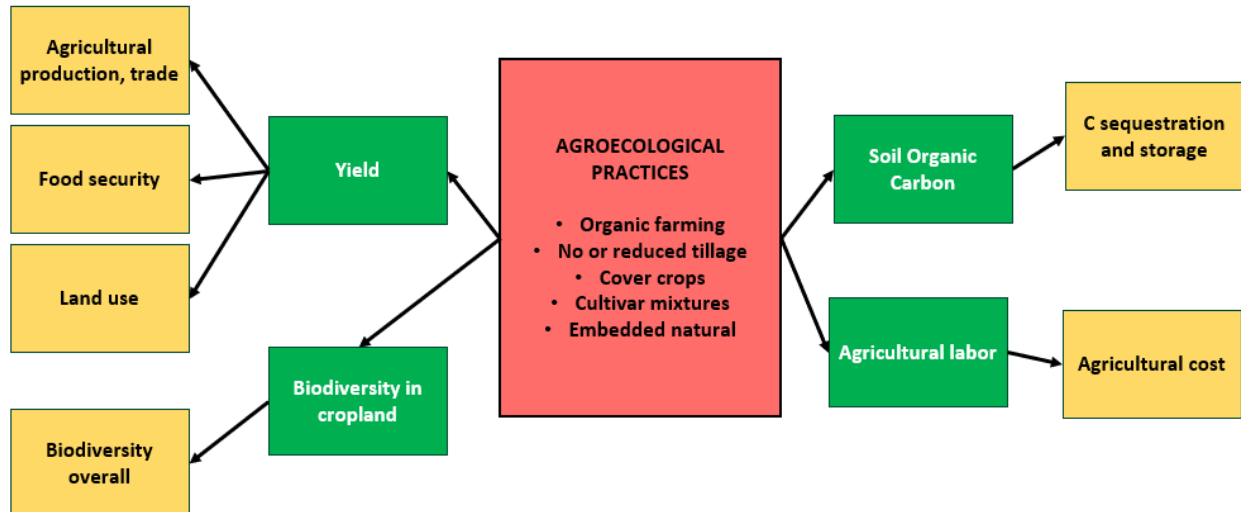 Agricultural
production, trade
Food security
Land use
Biodiversity
overall
Yield
Biodiversity in
cropland
AGROECOLOGICAL
PRACTICES
• Organic farming
• No or reduced tillage
• Cover crops
• Cultivar mixtures
• Embedded natural
Soil Organic
Carbon
Agricultural labor
C sequestration
and storage
Agricultural cost